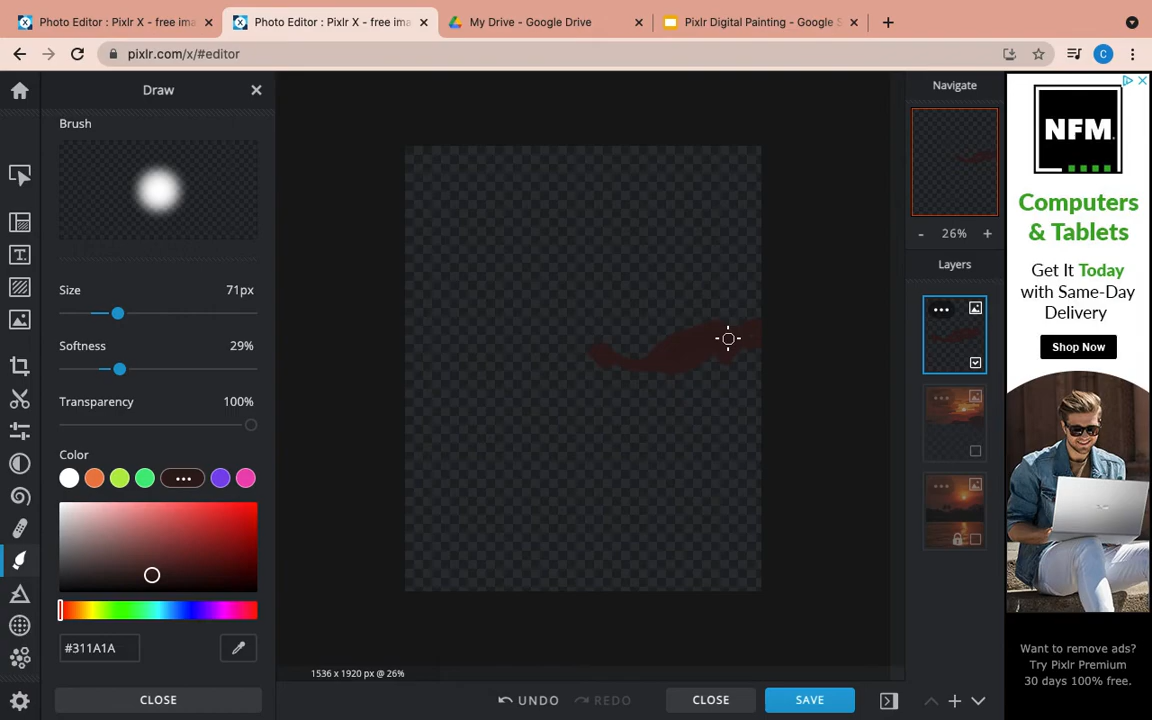 Photo Editor : Pixlr X - free ima
Photo Editor : Pixlr X - free ima
My Drive - Google Drive
Pixlr Digital Painting - Google S
pixlr.com/x/#editor
C
Draw
Brush
Size 71px
Softness 29%
Transparency 100%
Color
#311A1A
CLOSE
1536 x 1920 px @ 26%
UNDO
REDO
CLOSE
SAVE
Navigate
- 26% +
Layers
NFM
Computers
& Tablets
Get It Today
with Same-Day
Delivery
Shop Now
Want to remove ads?
Try Pixlr Premium
30 days 100% free.